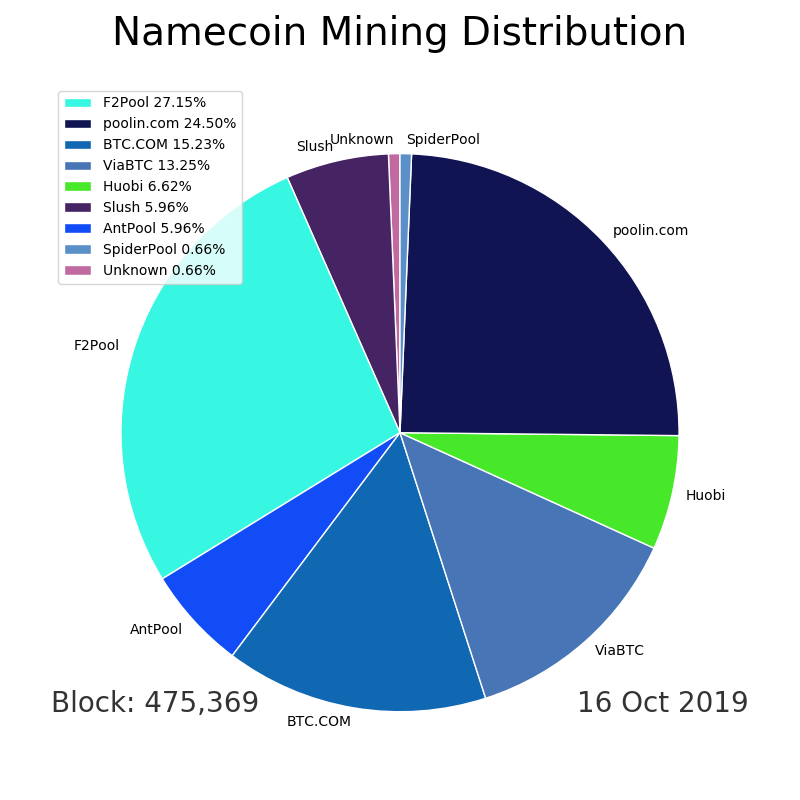 Namecoin Mining Distribution
F2Pool 27.15%
poolin.com 24.50%
BTC.COM 15.23%
ViaBTC 13.25%
Huobi 6.62%
Slush 5.96%
AntPool 5.96%
SpiderPool 0.66%
Unknown 0.66%
Slush
Unknown
SpiderPool
poolin.com
F2Pool
Huobi
AntPool
ViaBTC
BTC.COM
Block: 475,369
16 Oct 2019